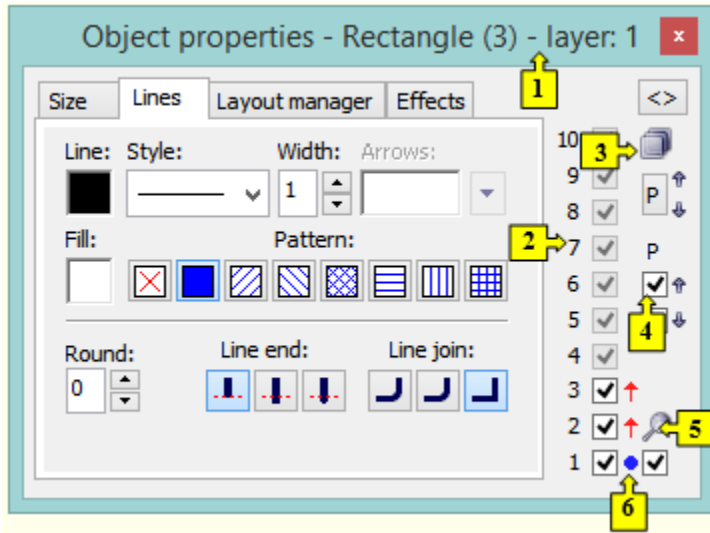 Object properties - Rectangle (3) - layer: 1 x
1
Size Lines Layout manager Effects <>
Line: Style: Width: Arrows:
1
10
3
9
P
8
Fill: Pattern:
2
7 P
6
5
4
4
Round: Line end: Line join:
0
3
2
5
1
6